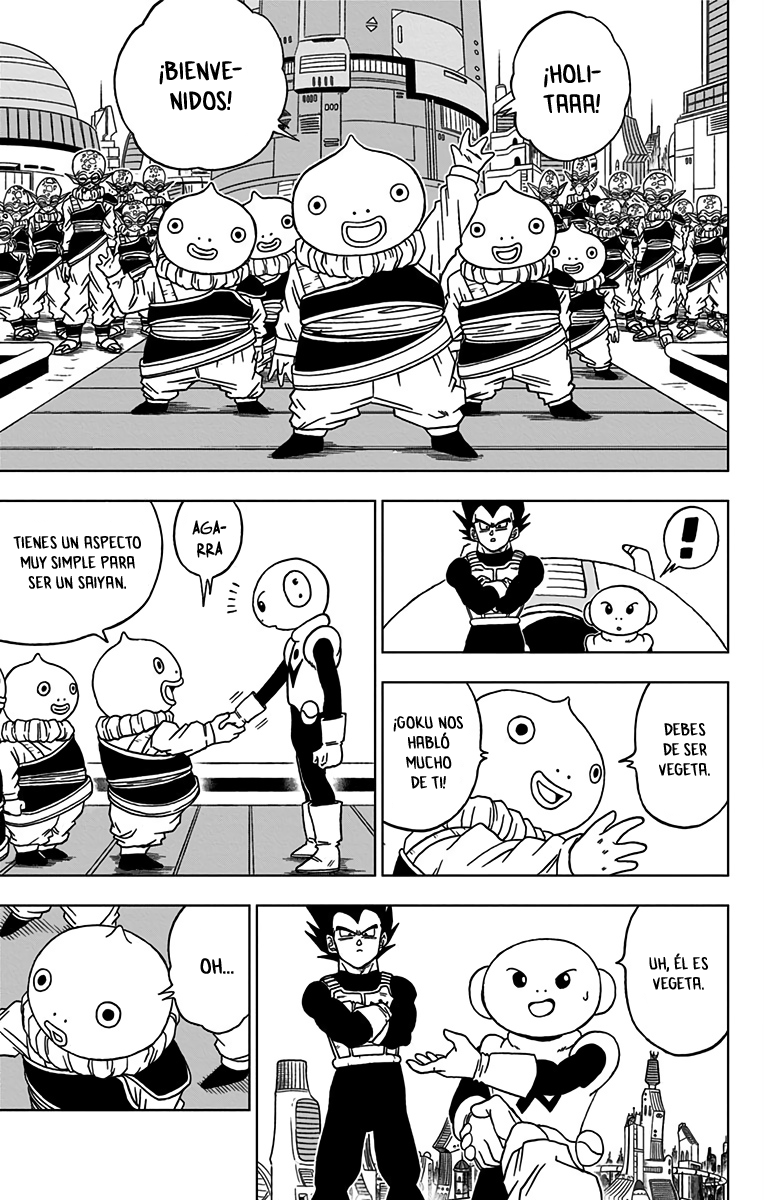 ¡HOLI-
TAAA!
¡BIENVE-
NIDOS!
!
DEBES
DE SER
VEGETA.
¡GOKU NOS
HABLÓ
MUCHO
DE TI!
AGA-
RRA
TIENES UN ASPECTO
MUY SIMPLE PARA
SER UN SAIYAN.
UH, ÉL ES
VEGETA.
OH...